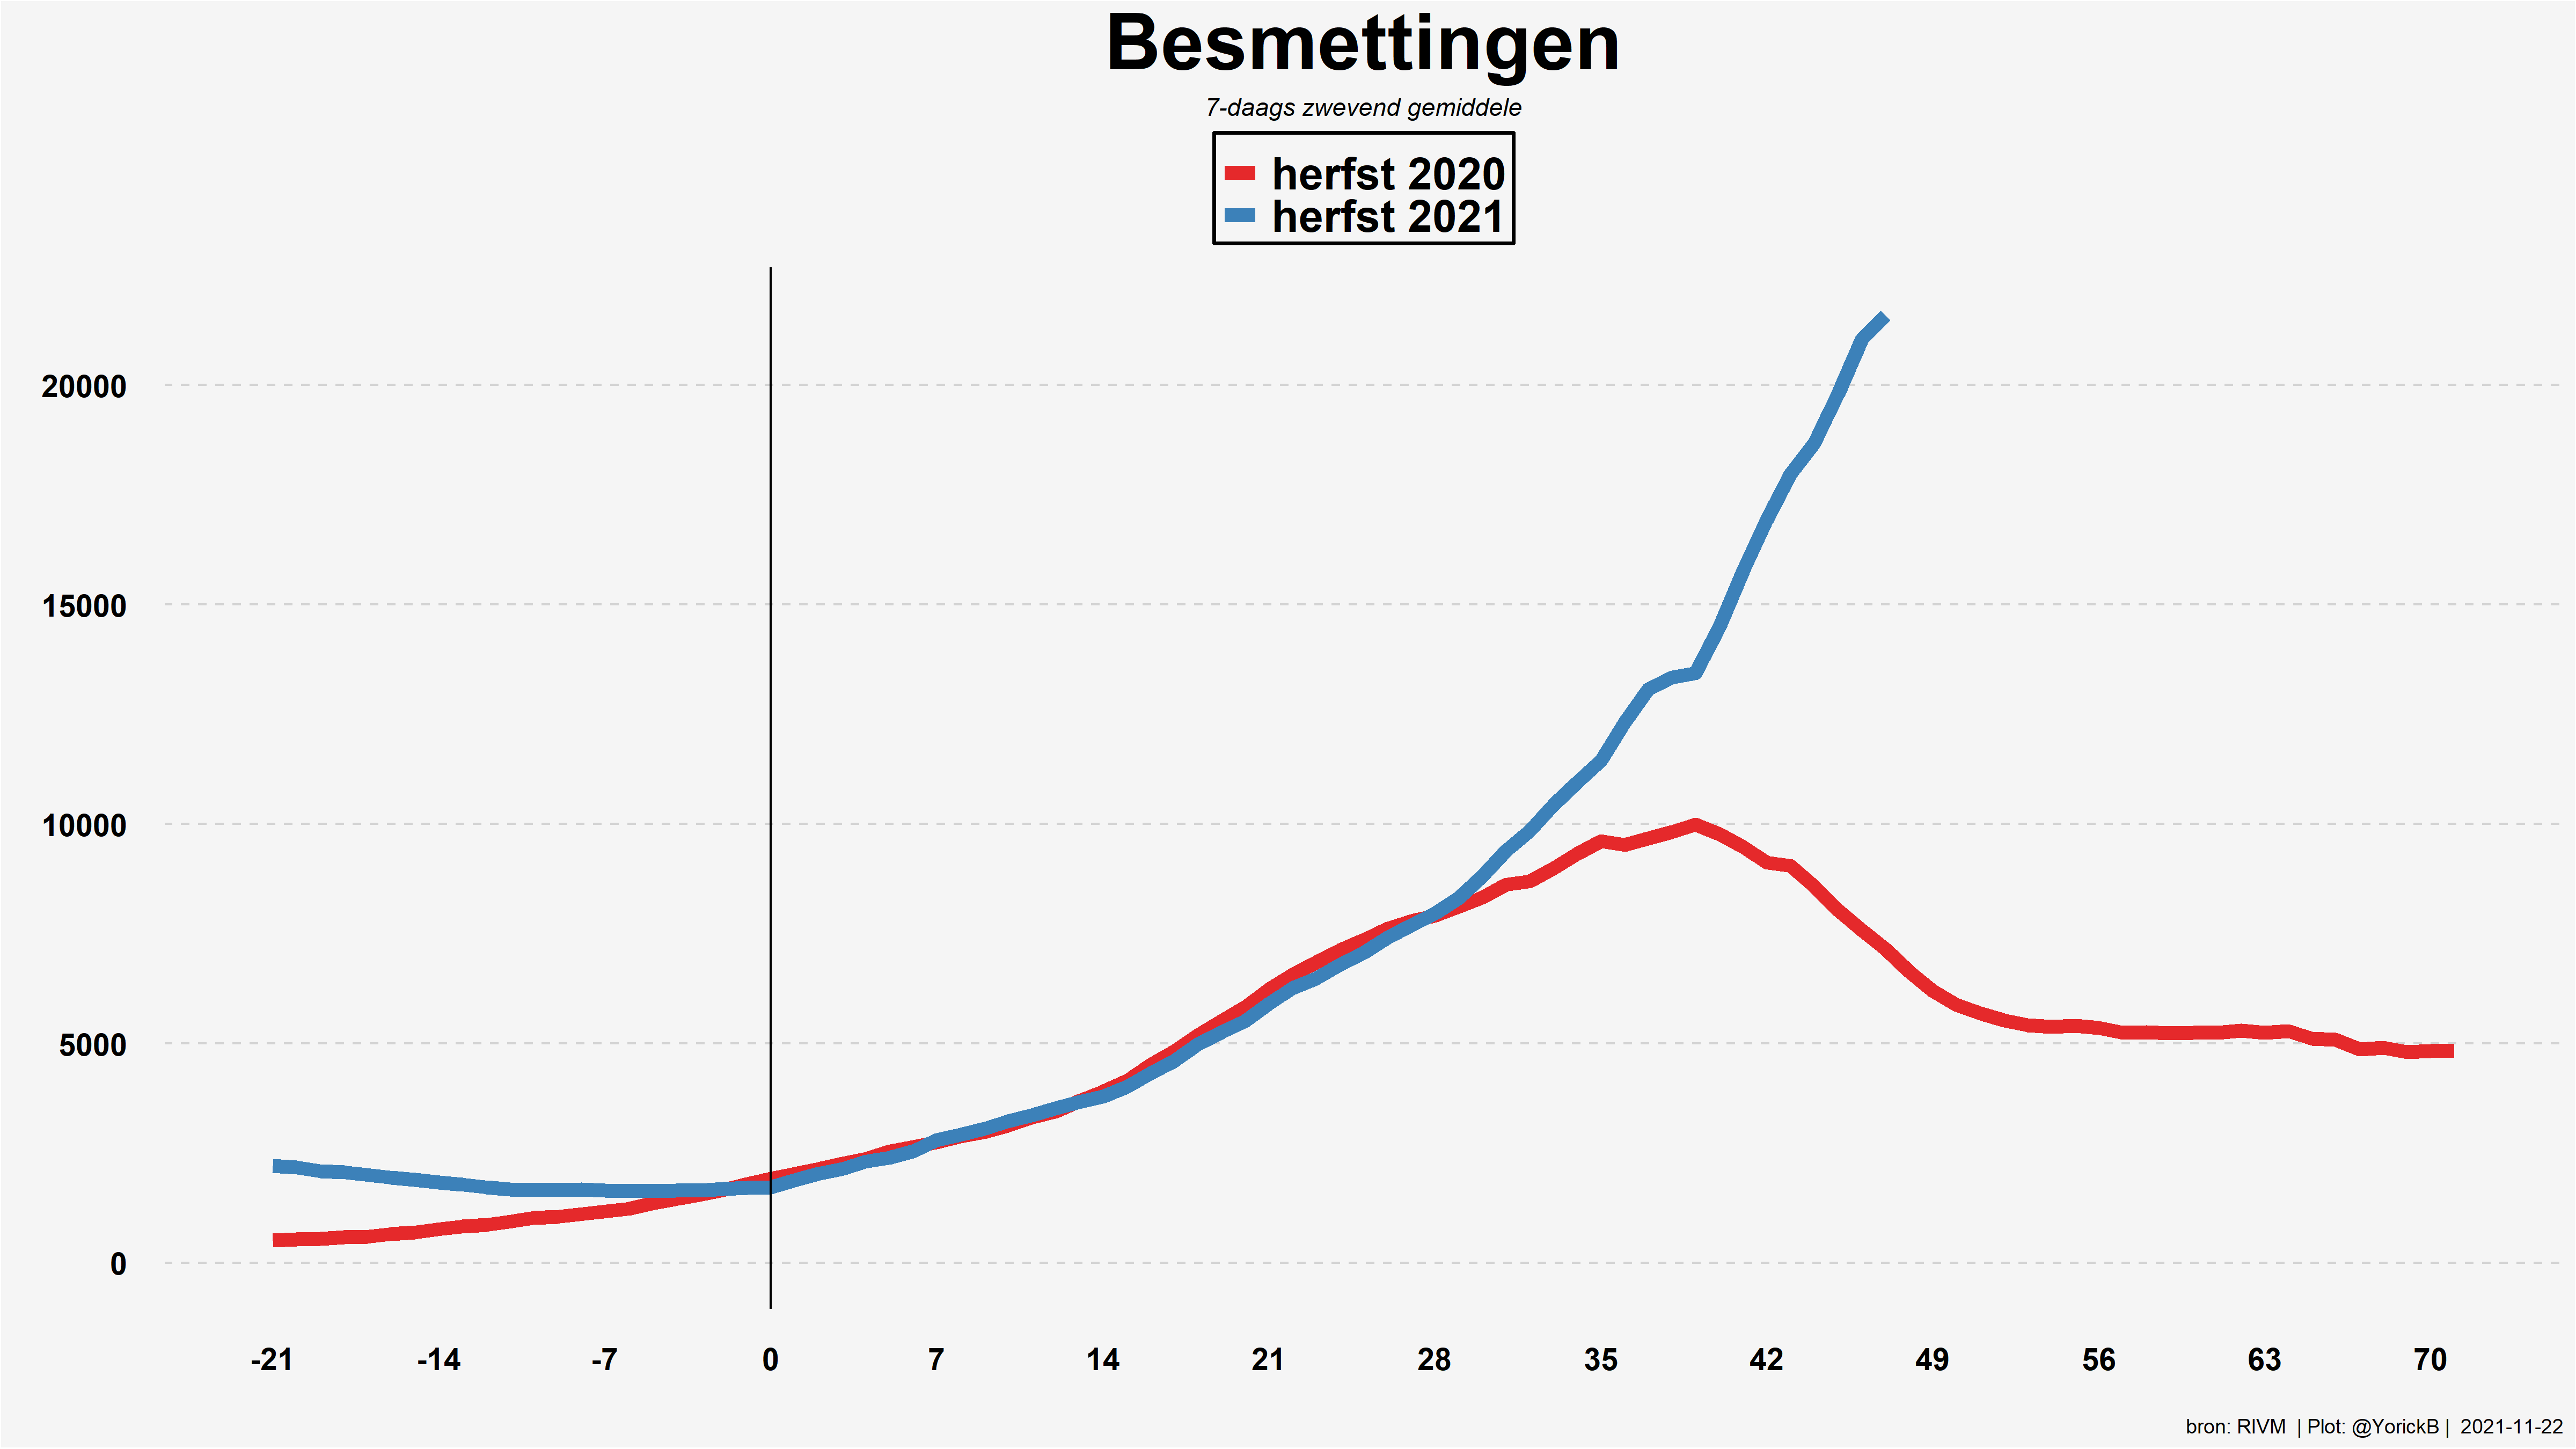 Besmettingen
7-daags zwevend gemiddele
herfst 2020
herfst 2021
20000
15000
10000
5000
0
-21 -14 -7 0 7 14 21 28 35 42 49 56 63 70
bron: RIVM | Plot: @YorickB | 2021-11-22